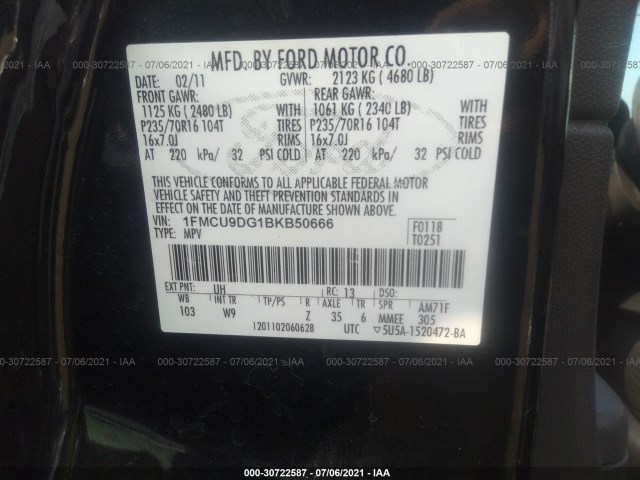 000-30722587 - 07/06/2021 - IAA
MFD. BY FORD MOTOR CO.
DATE: 02/11 GVWR: 2123 KG ( 4680 LB)
FRONT GAWR: REAR GAWR:
1125 KG ( 2480 LB) WITH 1061 KG ( 2340 LB) WITH
P235/70R16 104T TIRES P235/70R16 104T TIRES
16x7.0J RIMS 16x7.0J RIMS
AT 220 kPa/ 32 PSI COLD AT 220 kPa/ 32 PSI COLD
THIS VEHICLE CONFORMS TO ALL APPLICABLE FEDERAL MOTOR
VEHICLE SAFETY AND THEFT PREVENTION STANDARDS IN
EFFECT ON THE DATE OF MANUFACTURE SHOWN ABOVE.
VIN: 1FMCU9DG1BKB50666 F0118
TYPE: MPV T0251
EXT PNT: UH RC: 13 DSO:
WB INT TR TP/PS R AXLE TR SPR AM71F
103 W9 Z 35 6 MMEE 305
1201102060628 UTC ▽5U5A-1520472-BA
000-30722587 - 07/06/2021 - IAA